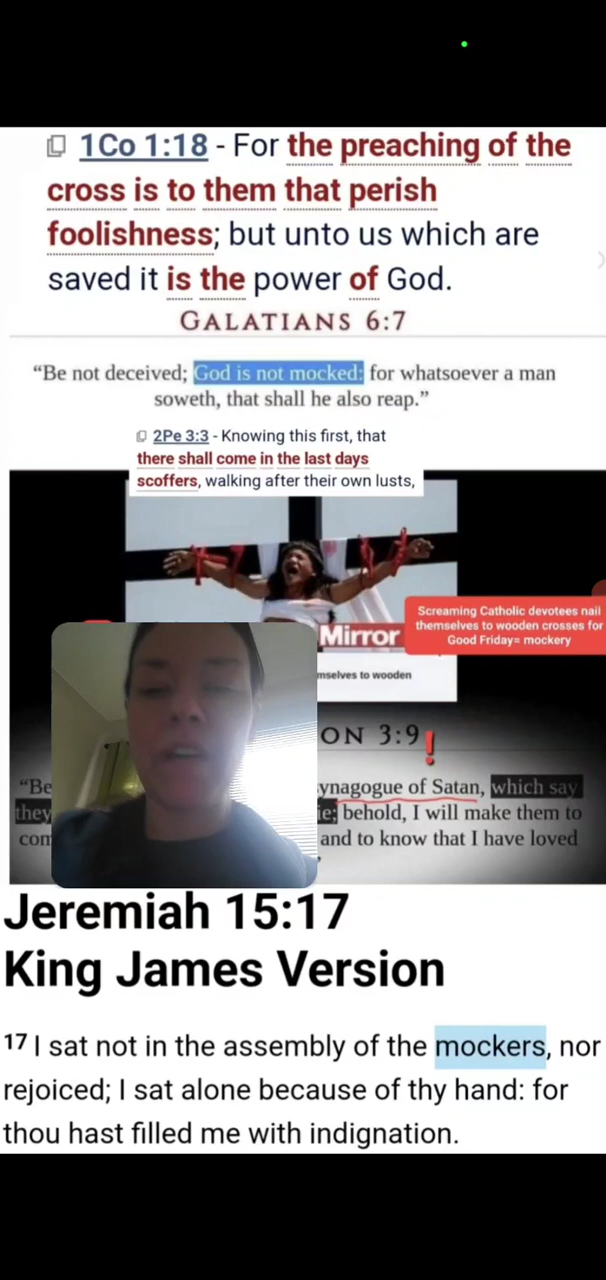 1Co 1:18 - For the preaching of the
cross is to them that perish
foolishness; but unto us which are
saved it is the power of God.
GALATIANS 6:7
“Be not deceived; God is not mocked: for whatsoever a man
soweth, that shall he also reap.”
2Pe 3:3 - Knowing this first, that
there shall come in the last days
scoffers, walking after their own lusts,
Screaming Catholic devotees nail
themselves to wooden crosses for
Good Friday= mockery
Mirror
mselves to wooden
ON 3:9!
“Be ynagogue of Satan, which say
they ie; behold, I will make them to
com and to know that I have loved
Jeremiah 15:17
King James Version
17 I sat not in the assembly of the mockers, nor
rejoiced; I sat alone because of thy hand: for
thou hast filled me with indignation.